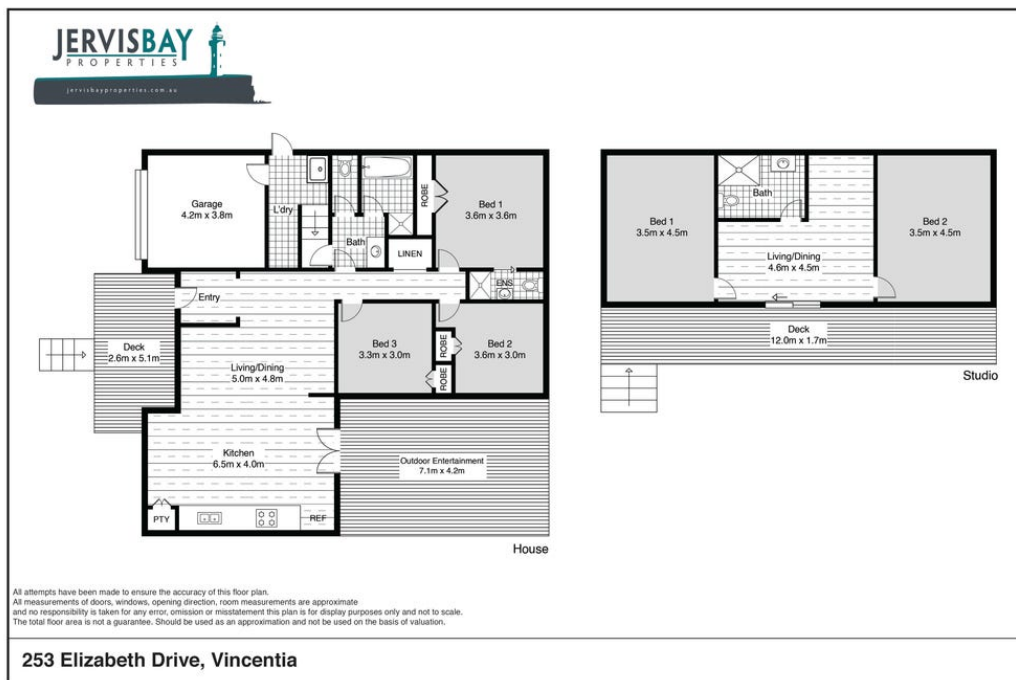 JERVISBAY
PROPERTIES
jervisbayproperties.com.au
Garage
4.2m x 3.8m
L'dry
Bath
ROBE
LINEN
Bed 1
3.6m x 3.6m
ENS
Entry
Deck
2.6m x 5.1m
Living/Dining
5.0m x 4.8m
Bed 3
3.3m x 3.0m
ROBE
ROBE
Bed 2
3.6m x 3.0m
Kitchen
6.5m x 4.0m
Outdoor Entertainment
7.1m x 4.2m
PTY
REF
House
Bed 1
3.5m x 4.5m
Bath
Living/Dining
4.6m x 4.5m
Bed 2
3.5m x 4.5m
Deck
12.0m x 1.7m
Studio
All attempts have been made to ensure the accuracy of this floor plan.
All measurements of doors, windows, opening direction, room measurements are approximate
and no responsibility is taken for any error, omission or misstatement this plan is for display purposes only and not to scale.
The total floor area is not a guarantee. Should be used as an approximation and not be used on the basis of valuation.
253 Elizabeth Drive, Vincentia